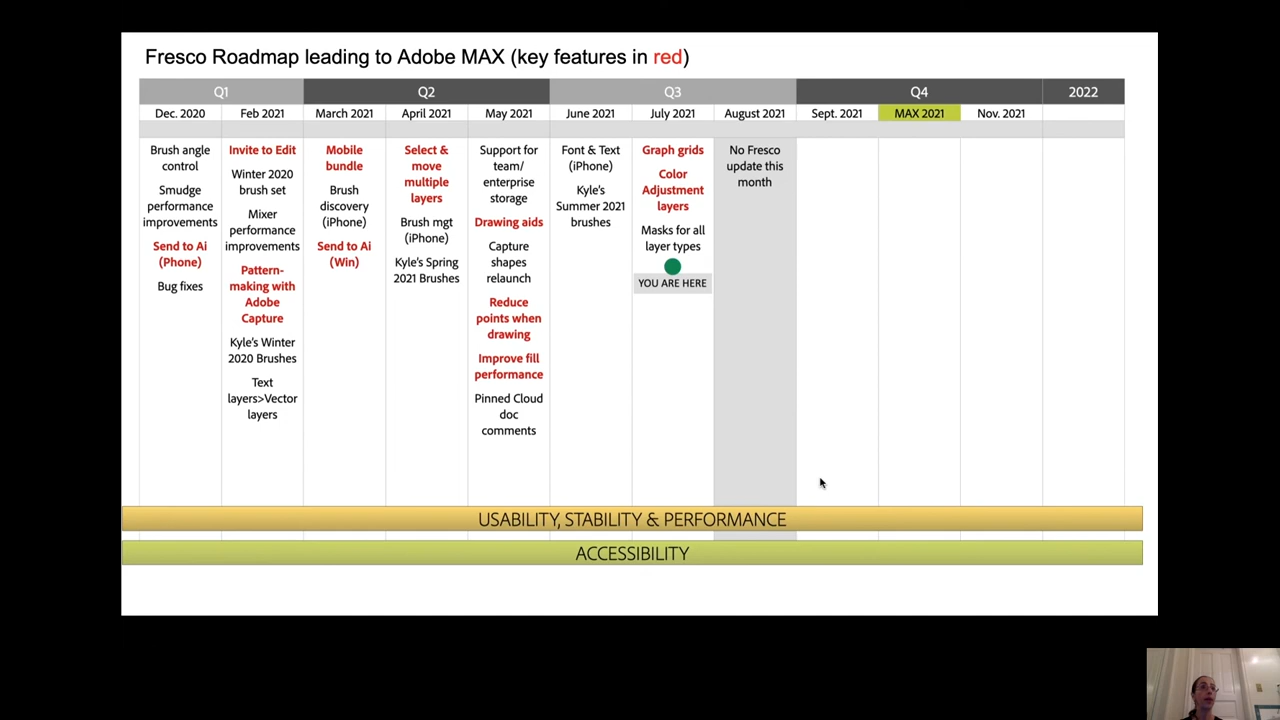 Fresco Roadmap leading to Adobe MAX (key features in red)
Q1
Q2
Q3
Q4
2022
Dec. 2020
Feb 2021
March 2021
April 2021
May 2021
June 2021
July 2021
August 2021
Sept. 2021
MAX 2021
Nov. 2021
Brush angle
control
Smudge
performance
improvements
Send to Ai
(Phone)
Bug fixes
Invite to Edit
Winter 2020
brush set
Mixer
performance
improvements
Pattern-
making with
Adobe
Capture
Kyle's Winter
2020 Brushes
Text
layers>Vector
layers
Mobile
bundle
Brush
discovery
(iPhone)
Send to Ai
(Win)
Select &
move
multiple
layers
Brush mgt
(iPhone)
Kyle's Spring
2021 Brushes
Support for
team/
enterprise
storage
Drawing aids
Capture
shapes
relaunch
Reduce
points when
drawing
Improve fill
performance
Pinned Cloud
doc
comments
Font & Text
(iPhone)
Kyle's
Summer 2021
brushes
Graph grids
Color
Adjustment
layers
Masks for all
layer types
YOU ARE HERE
No Fresco
update this
month
USABILITY, STABILITY & PERFORMANCE
ACCESSIBILITY